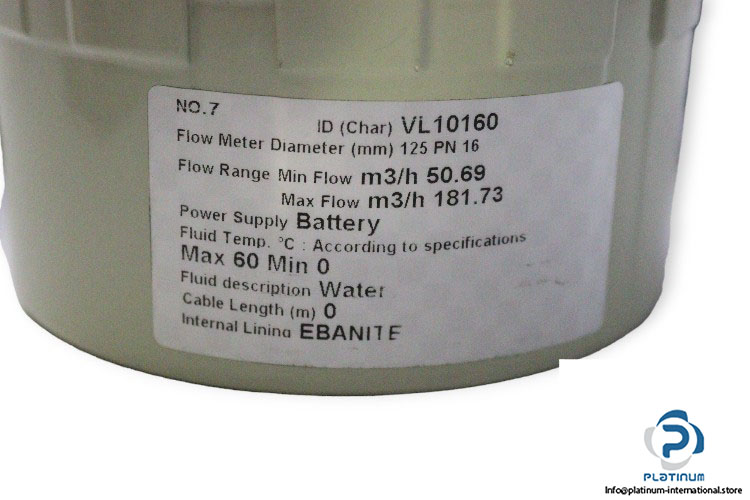 NO.7
ID (Char) VL10160
Flow Meter Diameter (mm) 125 PN 16
Flow Range Min Flow m3/h 50.69
Max Flow m3/h 181.73
Power Supply Battery
Fluid Temp. °C : According to specifications
Max 60 Min 0
Fluid description Water
Cable Length (m) 0
Internal Lining EBANITE
PLATINUM
Info@platinum-international.store